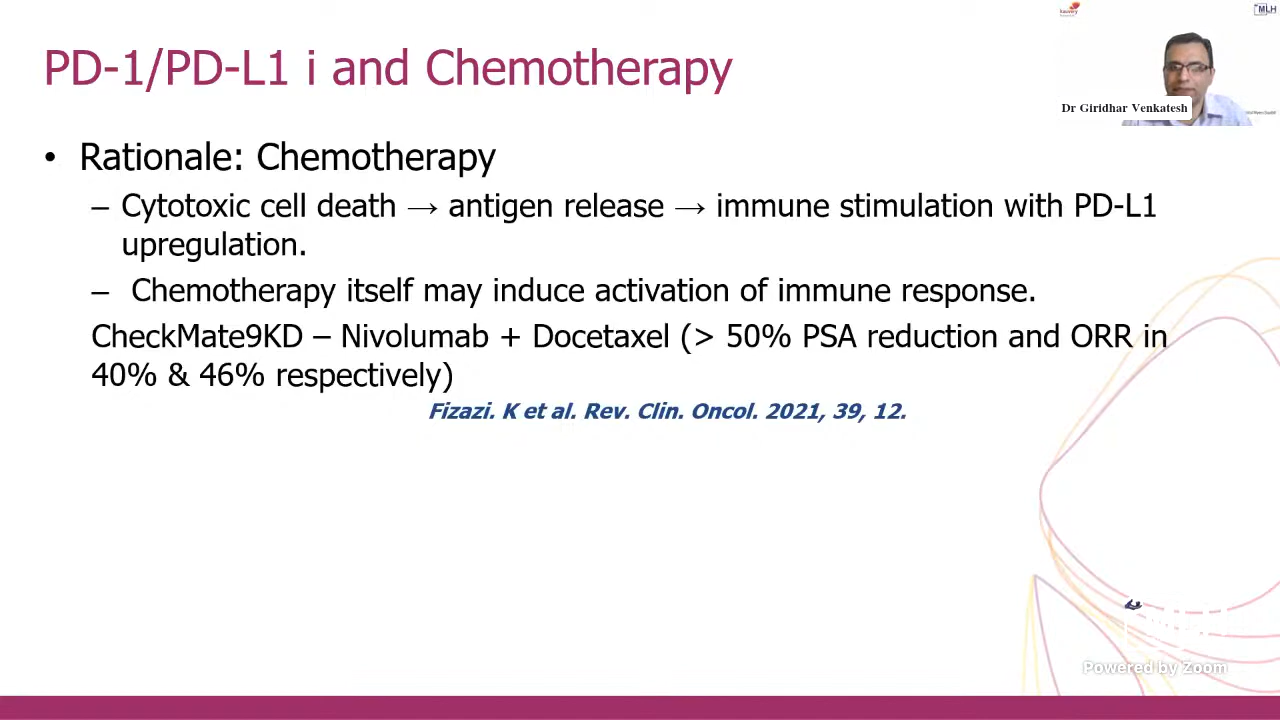 kauvery
MLH
PD-1/PD-L1 i and Chemotherapy
Dr Giridhar Venkatesh
• Rationale: Chemotherapy
– Cytotoxic cell death → antigen release → immune stimulation with PD-L1
upregulation.
– Chemotherapy itself may induce activation of immune response.
CheckMate9KD – Nivolumab + Docetaxel (> 50% PSA reduction and ORR in
40% & 46% respectively)
Fizazi. K et al. Rev. Clin. Oncol. 2021, 39, 12.
Powered by Zoom